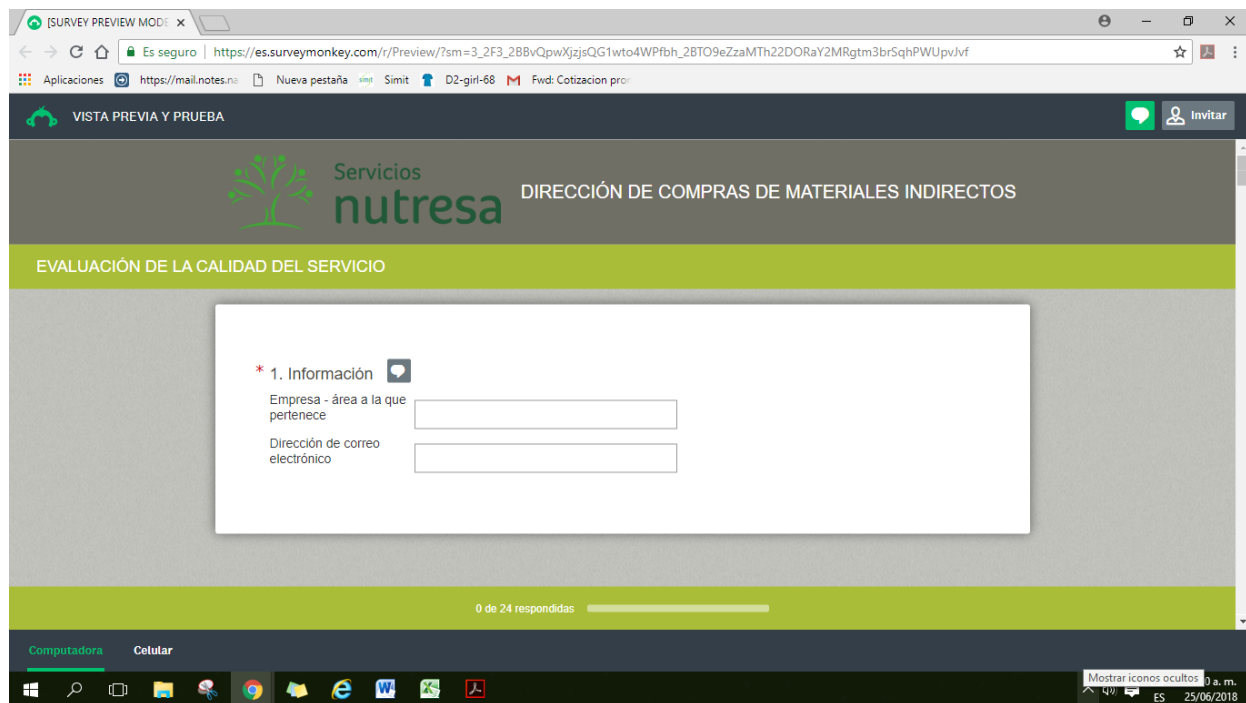 [SURVEY PREVIEW MODE
Es seguro | https://es.surveymonkey.com/r/Preview/?sm=3_2F3_2BBvQpwXjzjsQG1wto4WPfbh_2BTO9eZzaMTh22DORaY2MRgtm3brSqhPWUpvJvf
Aplicaciones https://mail.notes.na Nueva pestaña simit Simit D2-girl-68 Fwd: Cotizacion pro
VISTA PREVIA Y PRUEBA Invitar
Servicios
nutresa
DIRECCIÓN DE COMPRAS DE MATERIALES INDIRECTOS
EVALUACIÓN DE LA CALIDAD DEL SERVICIO
* 1. Información
Empresa - área a la que
pertenece
Dirección de correo
electrónico
0 de 24 respondidas
Computadora Celular
Mostrar iconos ocultos
0 a. m.
ES 25/06/2018